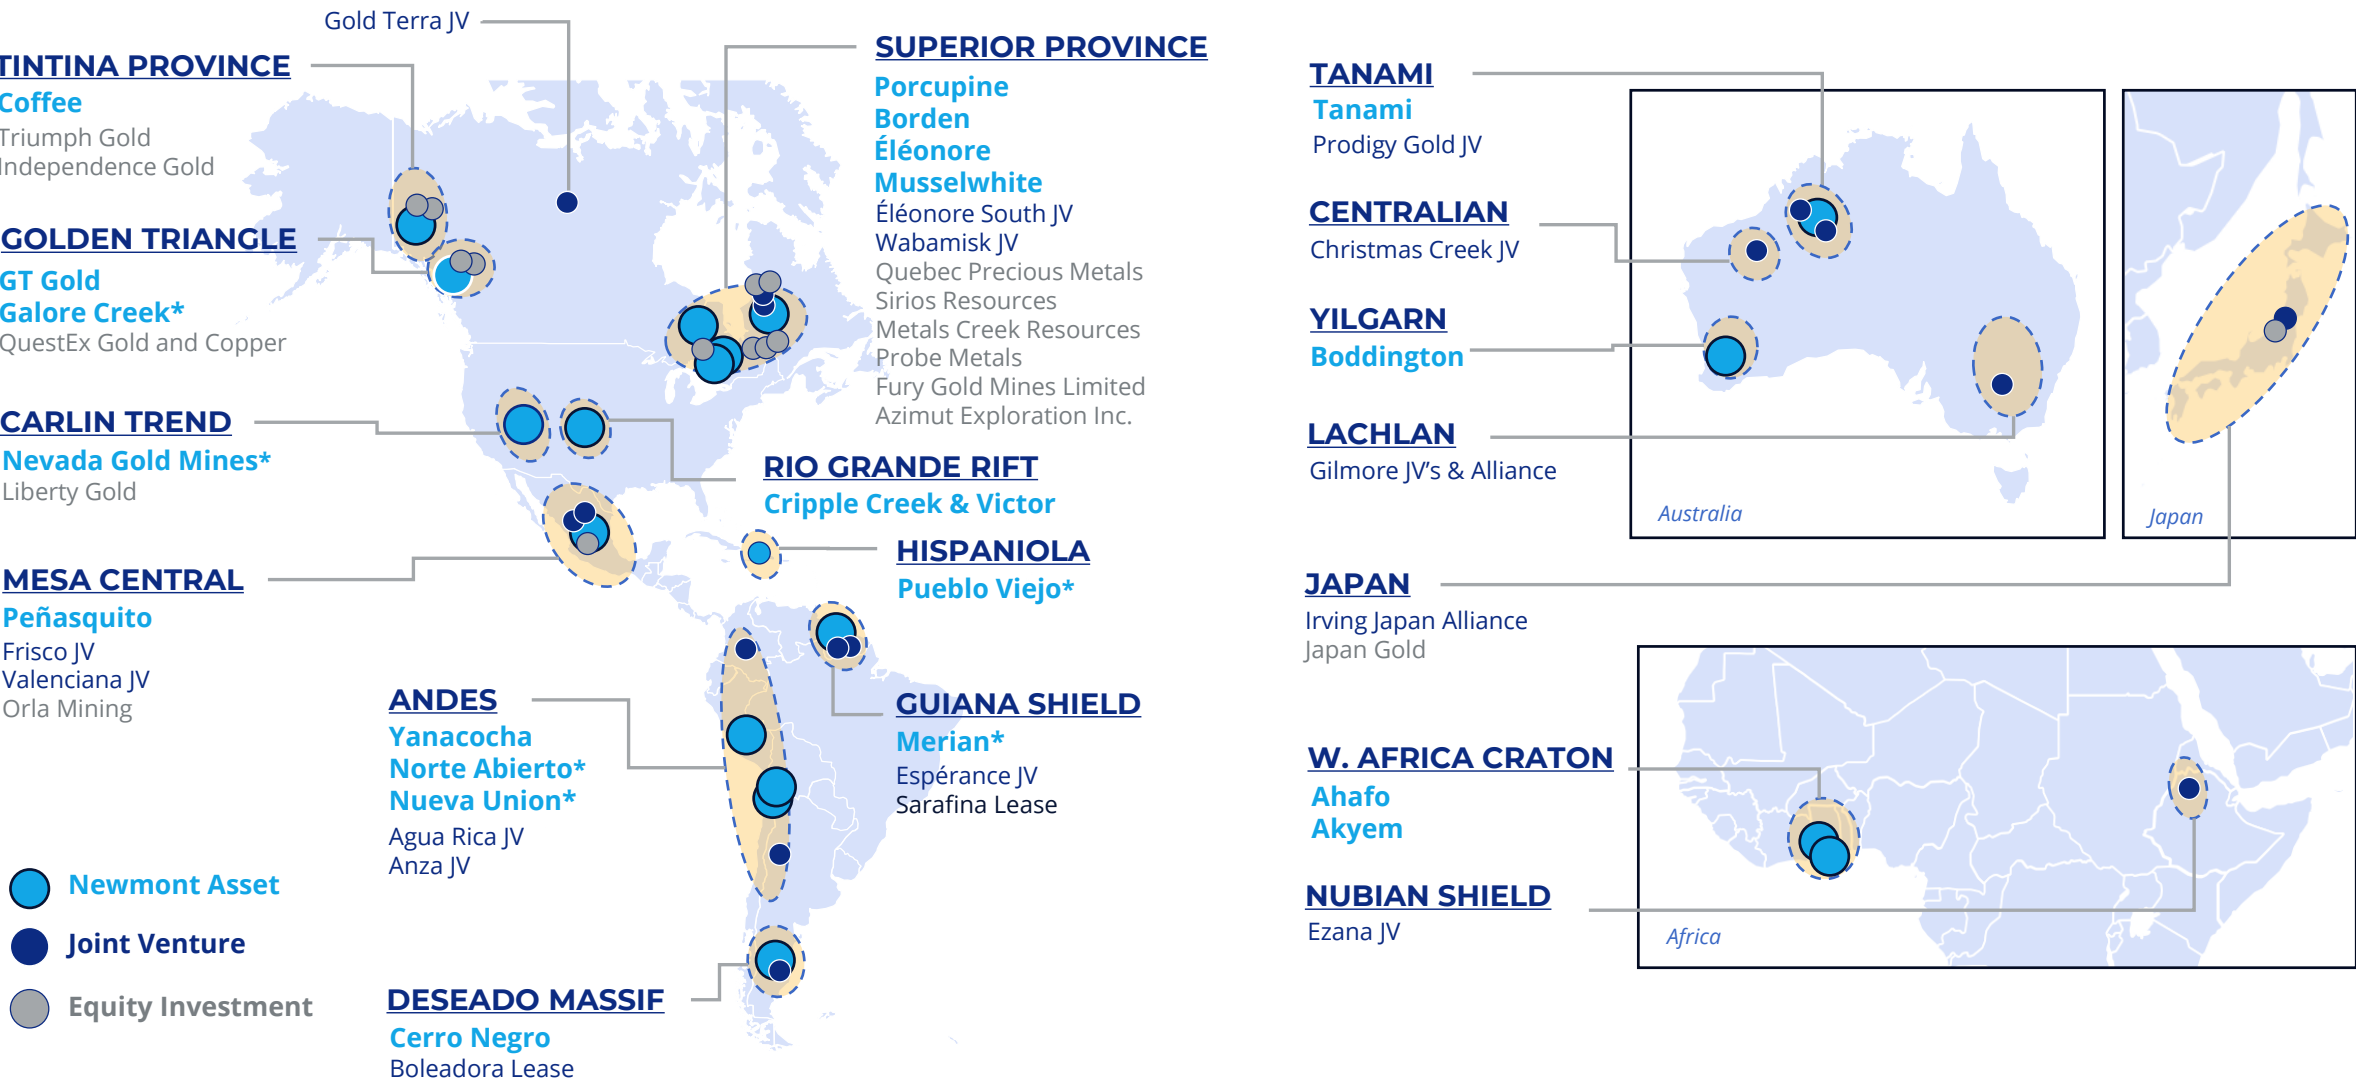 Gold Terra JV
TINTINA PROVINCE
Coffee
Triumph Gold
Independence Gold
GOLDEN TRIANGLE
GT Gold
Galore Creek*
QuestEx Gold and Copper
CARLIN TREND
Nevada Gold Mines*
Liberty Gold
MESA CENTRAL
Peñasquito
Frisco JV
Valenciana JV
Orla Mining
SUPERIOR PROVINCE
Porcupine
Borden
Éléonore
Musselwhite
Éléonore South JV
Wabamisk JV
Quebec Precious Metals
Sirios Resources
Metals Creek Resources
Probe Metals
Fury Gold Mines Limited
Azimut Exploration Inc.
RIO GRANDE RIFT
Cripple Creek & Victor
HISPANIOLA
Pueblo Viejo*
GUIANA SHIELD
Merian*
Espérance JV
Sarafina Lease
ANDES
Yanacocha
Norte Abierto*
Nueva Union*
Agua Rica JV
Anza JV
DESEADO MASSIF
Cerro Negro
Boleadora Lease
Newmont Asset
Joint Venture
Equity Investment
TANAMI
Tanami
Prodigy Gold JV
CENTRALIAN
Christmas Creek JV
YILGARN
Boddington
LACHLAN
Gilmore JV's & Alliance
Australia
Japan
JAPAN
Irving Japan Alliance
Japan Gold
W. AFRICA CRATON
Ahafo
Akyem
NUBIAN SHIELD
Ezana JV
Africa